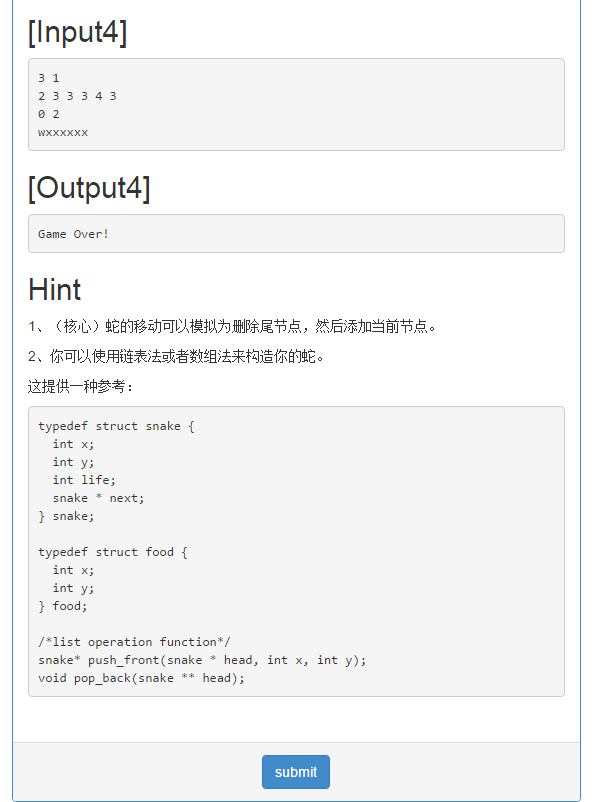 [Input4]
3 1
2 3 3 3 4 3
0 2
wxxxxxx
[Output4]
Game Over!
Hint
1、（核心）蛇的移动可以模拟为删除尾节点，然后添加当前节点。
2、你可以使用链表法或者数组法来构造你的蛇。
这提供一种参考：
typedef struct snake {
  int x;
  int y;
  int life;
  snake * next;
} snake;
typedef struct food {
  int x;
  int y;
} food;
/*list operation function*/
snake* push_front(snake * head, int x, int y);
void pop_back(snake ** head);
submit